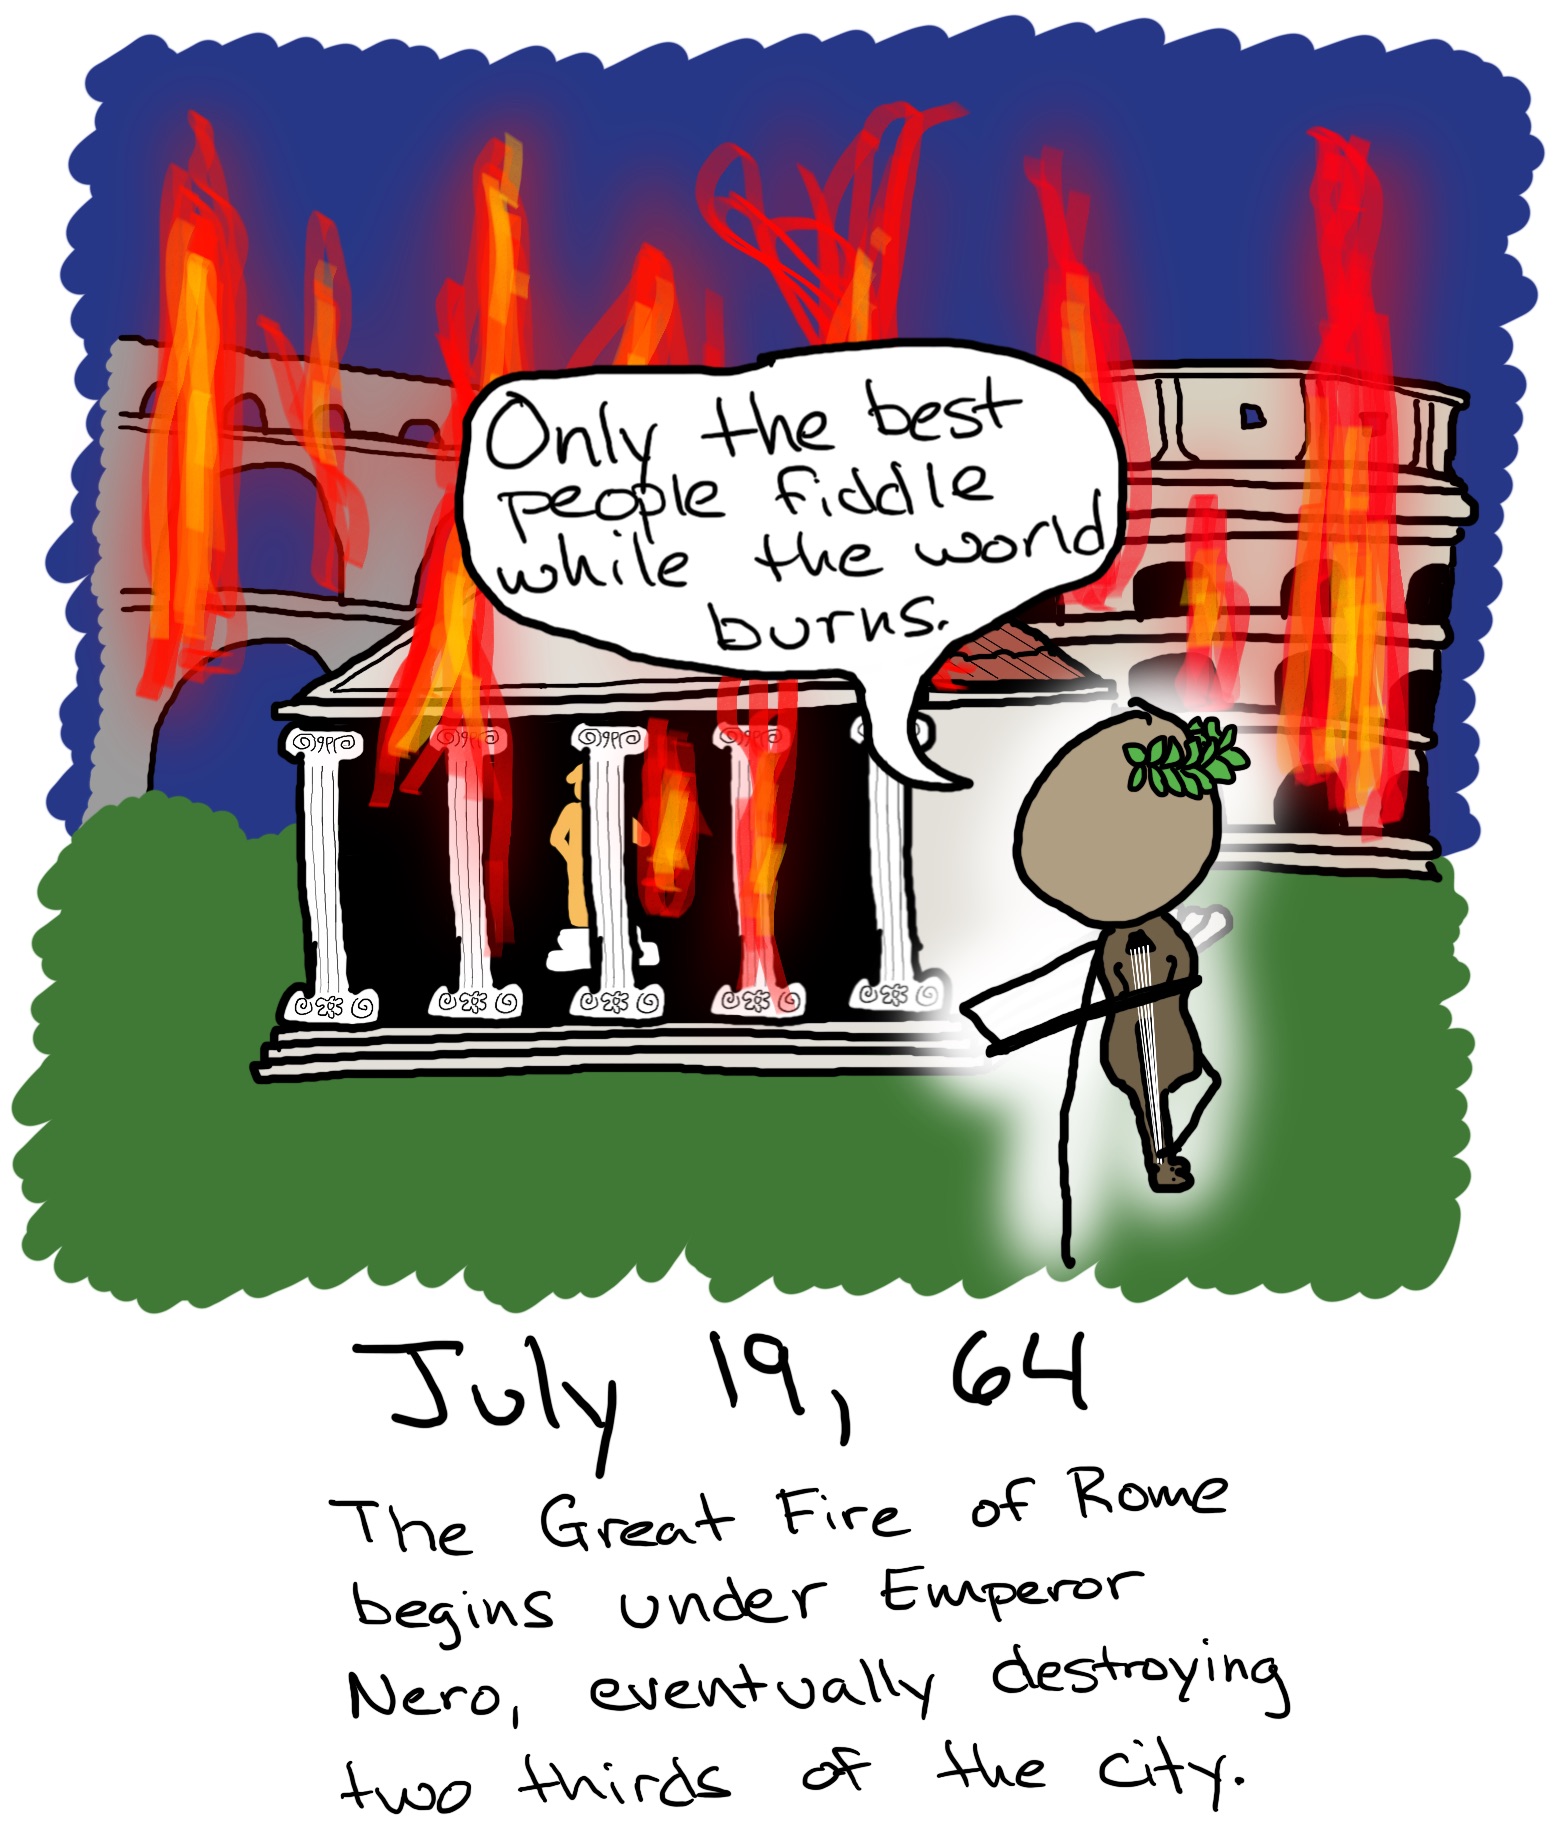 Only the best
people fiddle
while the world
burns.
July 19, 64
The Great Fire of Rome
begins under Emperor
Nero, eventually destroying
two thirds of the city.